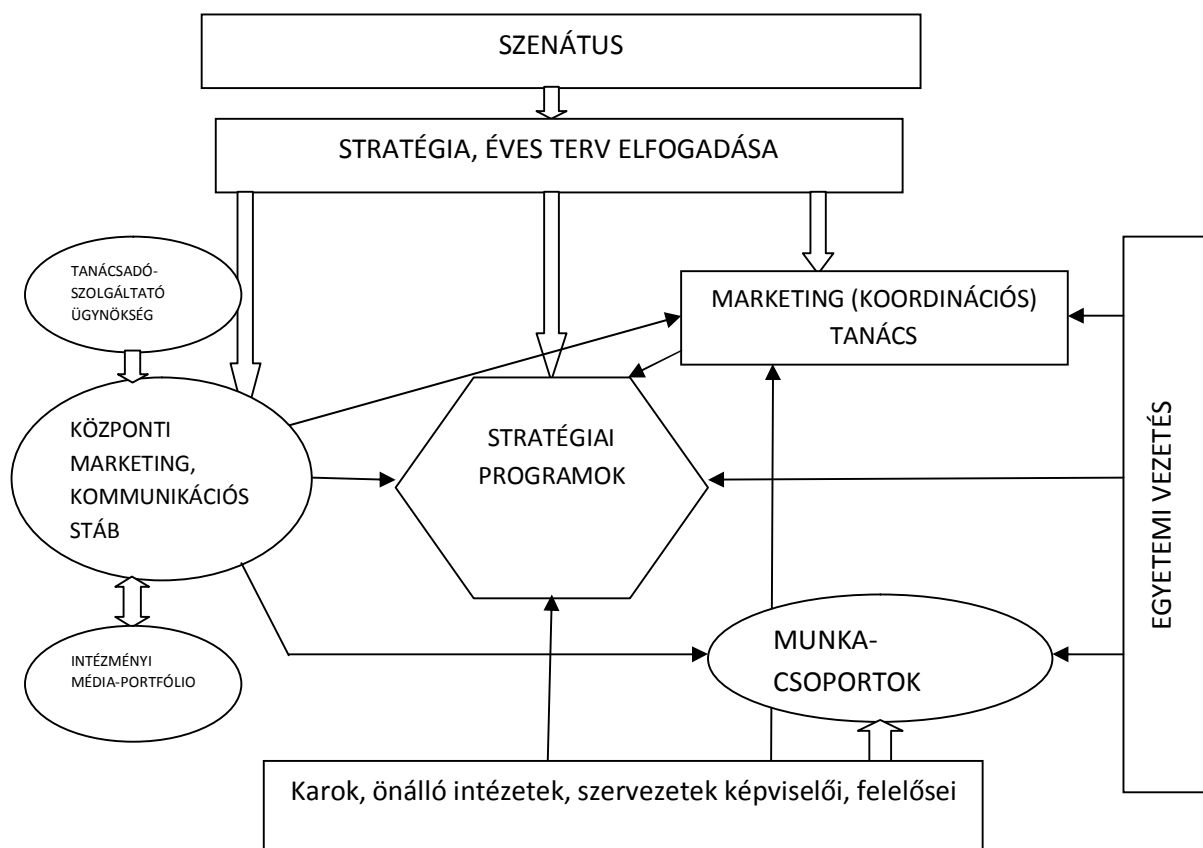 SZENÁTUS
STRATÉGIA, ÉVES TERV ELFOGADÁSA
TANÁCSADÓ-
SZOLGÁLTATÓ
ÜGYNÖKSÉG
MARKETING (KOORDINÁCIÓS)
TANÁCS
KÖZPONTI
MARKETING,
KOMMUNIKÁCIÓS
STÁB
STRATÉGIAI
PROGRAMOK
EGYETEMI VEZETÉS
INTÉZMÉNYI
MÉDIA-PORTFÓLIO
MUNKA-
CSOPORTOK
Karok, önálló intézetek, szervezetek képviselői, felelősei